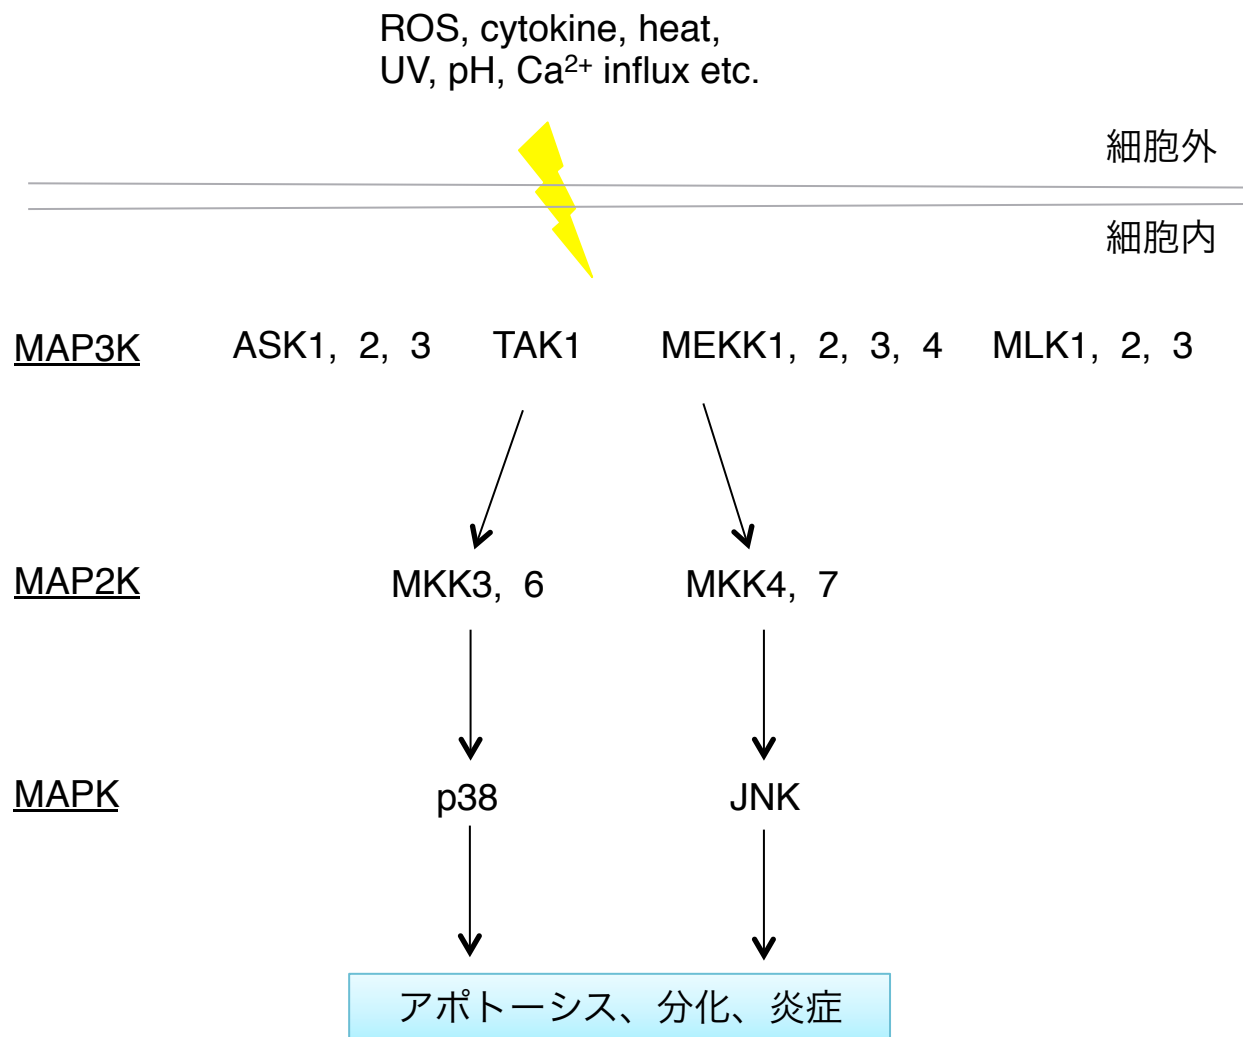 ROS, cytokine, heat,
UV, pH, Ca²⁺ influx etc.
細胞外
細胞内
MAP3K ASK1, 2, 3 TAK1 MEKK1, 2, 3, 4 MLK1, 2, 3
MAP2K MKK3, 6 MKK4, 7
MAPK p38 JNK
アポトーシス、分化、炎症